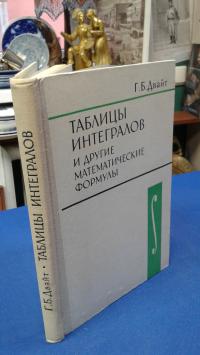 Г. Б. Двайт
ТАБЛИЦЫ
ИНТЕГРАЛОВ
И ДРУГИЕ
МАТЕМАТИЧЕСКИЕ
ФОРМУЛЫ
∫
Г. Б. Двайт • ТАБЛИЦЫ ИНТЕГРАЛОВ